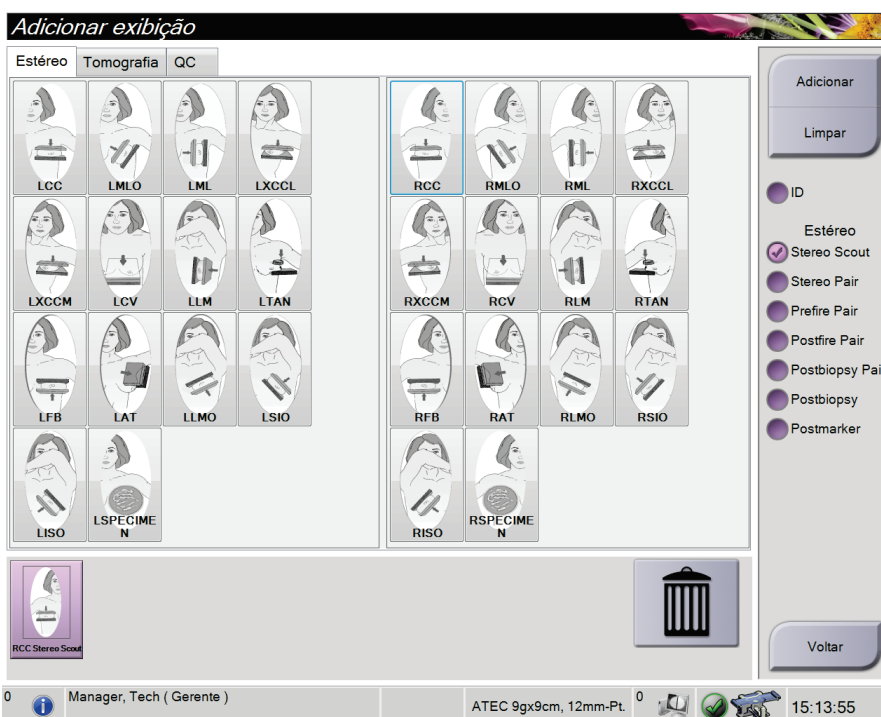 Adicionar exibição
Estéreo Tomografia QC
LCC LMLO LML LXCCL
RCC RMLO RML RXCCL
LXCCM LCV LLM LTAN
RXCCM RCV RLM RTAN
LFB LAT LLMO LSIO
RFB RAT RLMO RSIO
LISO LSPECIME
N
RISO RSPECIME
N
Adicionar
Limpar
ID
Estéreo
Stereo Scout
Stereo Pair
Prefire Pair
Postfire Pair
Postbiopsy Pai
Postbiopsy
Postmarker
RCC Stereo Scout
Voltar
0 Manager, Tech ( Gerente ) ATEC 9gx9cm, 12mm-Pt. 0 15:13:55